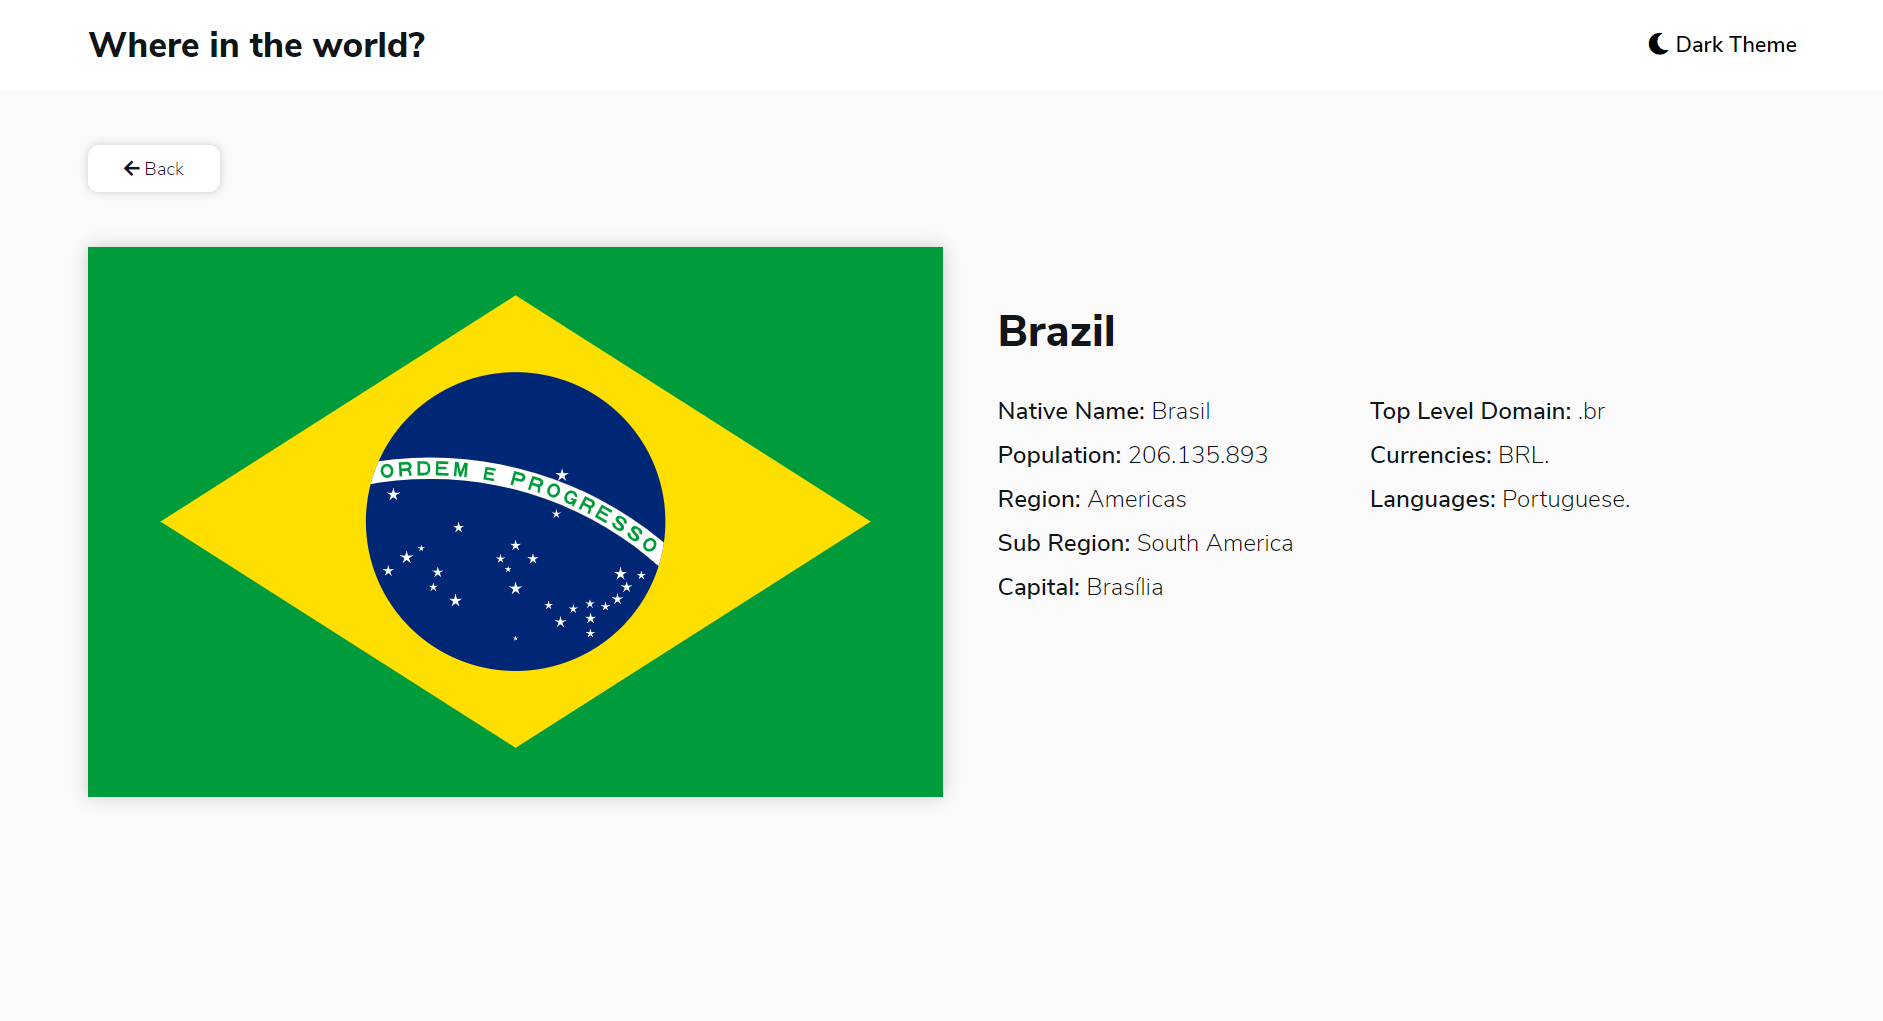 Where in the world?
Dark Theme
Back
ORDEM E PROGRESSO
Brazil
Native Name: Brasil
Population: 206.135.893
Region: Americas
Sub Region: South America
Capital: Brasília
Top Level Domain: .br
Currencies: BRL.
Languages: Portuguese.